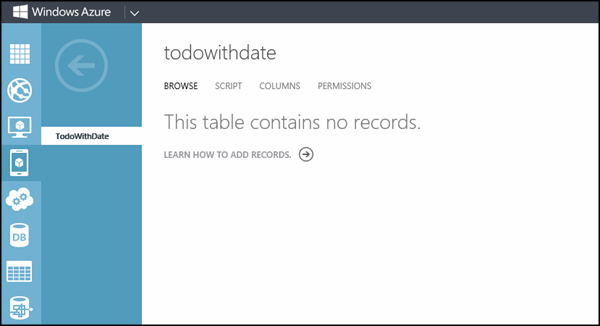 Windows Azure
todowithdate
BROWSE SCRIPT COLUMNS PERMISSIONS
This table contains no records.
TodoWithDate
LEARN HOW TO ADD RECORDS.
DB